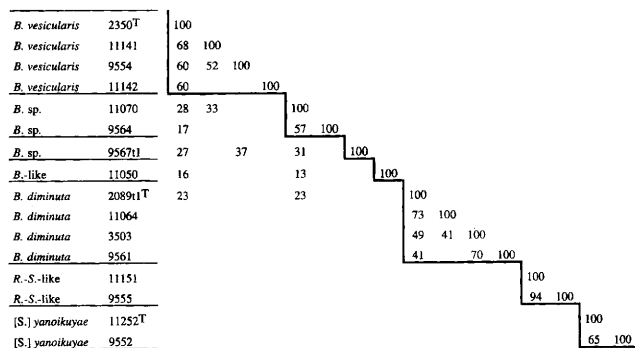 B. vesicularis 2350T 100
B. vesicularis 11141 68 100
B. vesicularis 9554 60 52 100
B. vesicularis 11142 60 100
B. sp. 11070 28 33 100
B. sp. 9564 17 57 100
B. sp. 9567t1 27 37 31 100
B.-like 11050 16 13 100
B. diminuta 2089t1T 23 23 100
B. diminuta 11064 73 100
B. diminuta 3503 49 41 100
B. diminuta 9561 41 70 100
R.-S.-like 11151 100
R.-S.-like 9555 94 100
[S.] yanoikuyae 11252T 100
[S.] yanoikuyae 9552 65 100